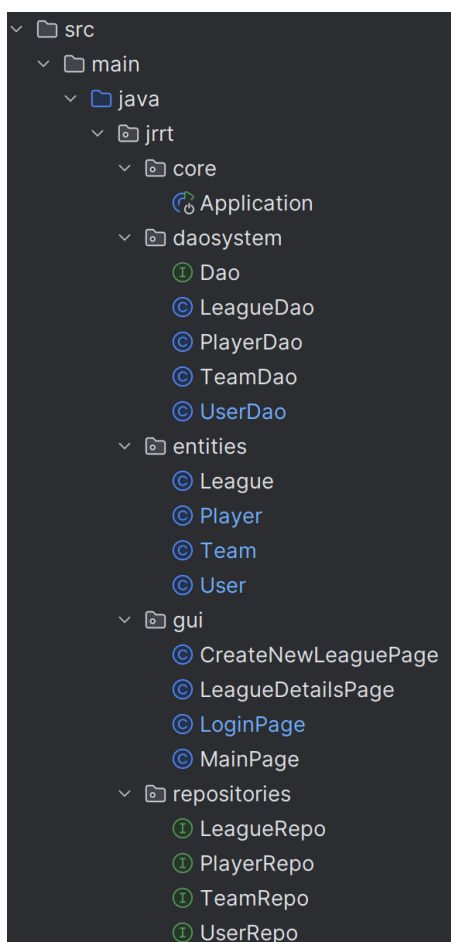 src
main
java
jrrt
core
Application
daosystem
Dao
LeagueDao
PlayerDao
TeamDao
UserDao
entities
League
Player
Team
User
gui
CreateNewLeaguePage
LeagueDetailsPage
LoginPage
MainPage
repositories
LeagueRepo
PlayerRepo
TeamRepo
UserRepo